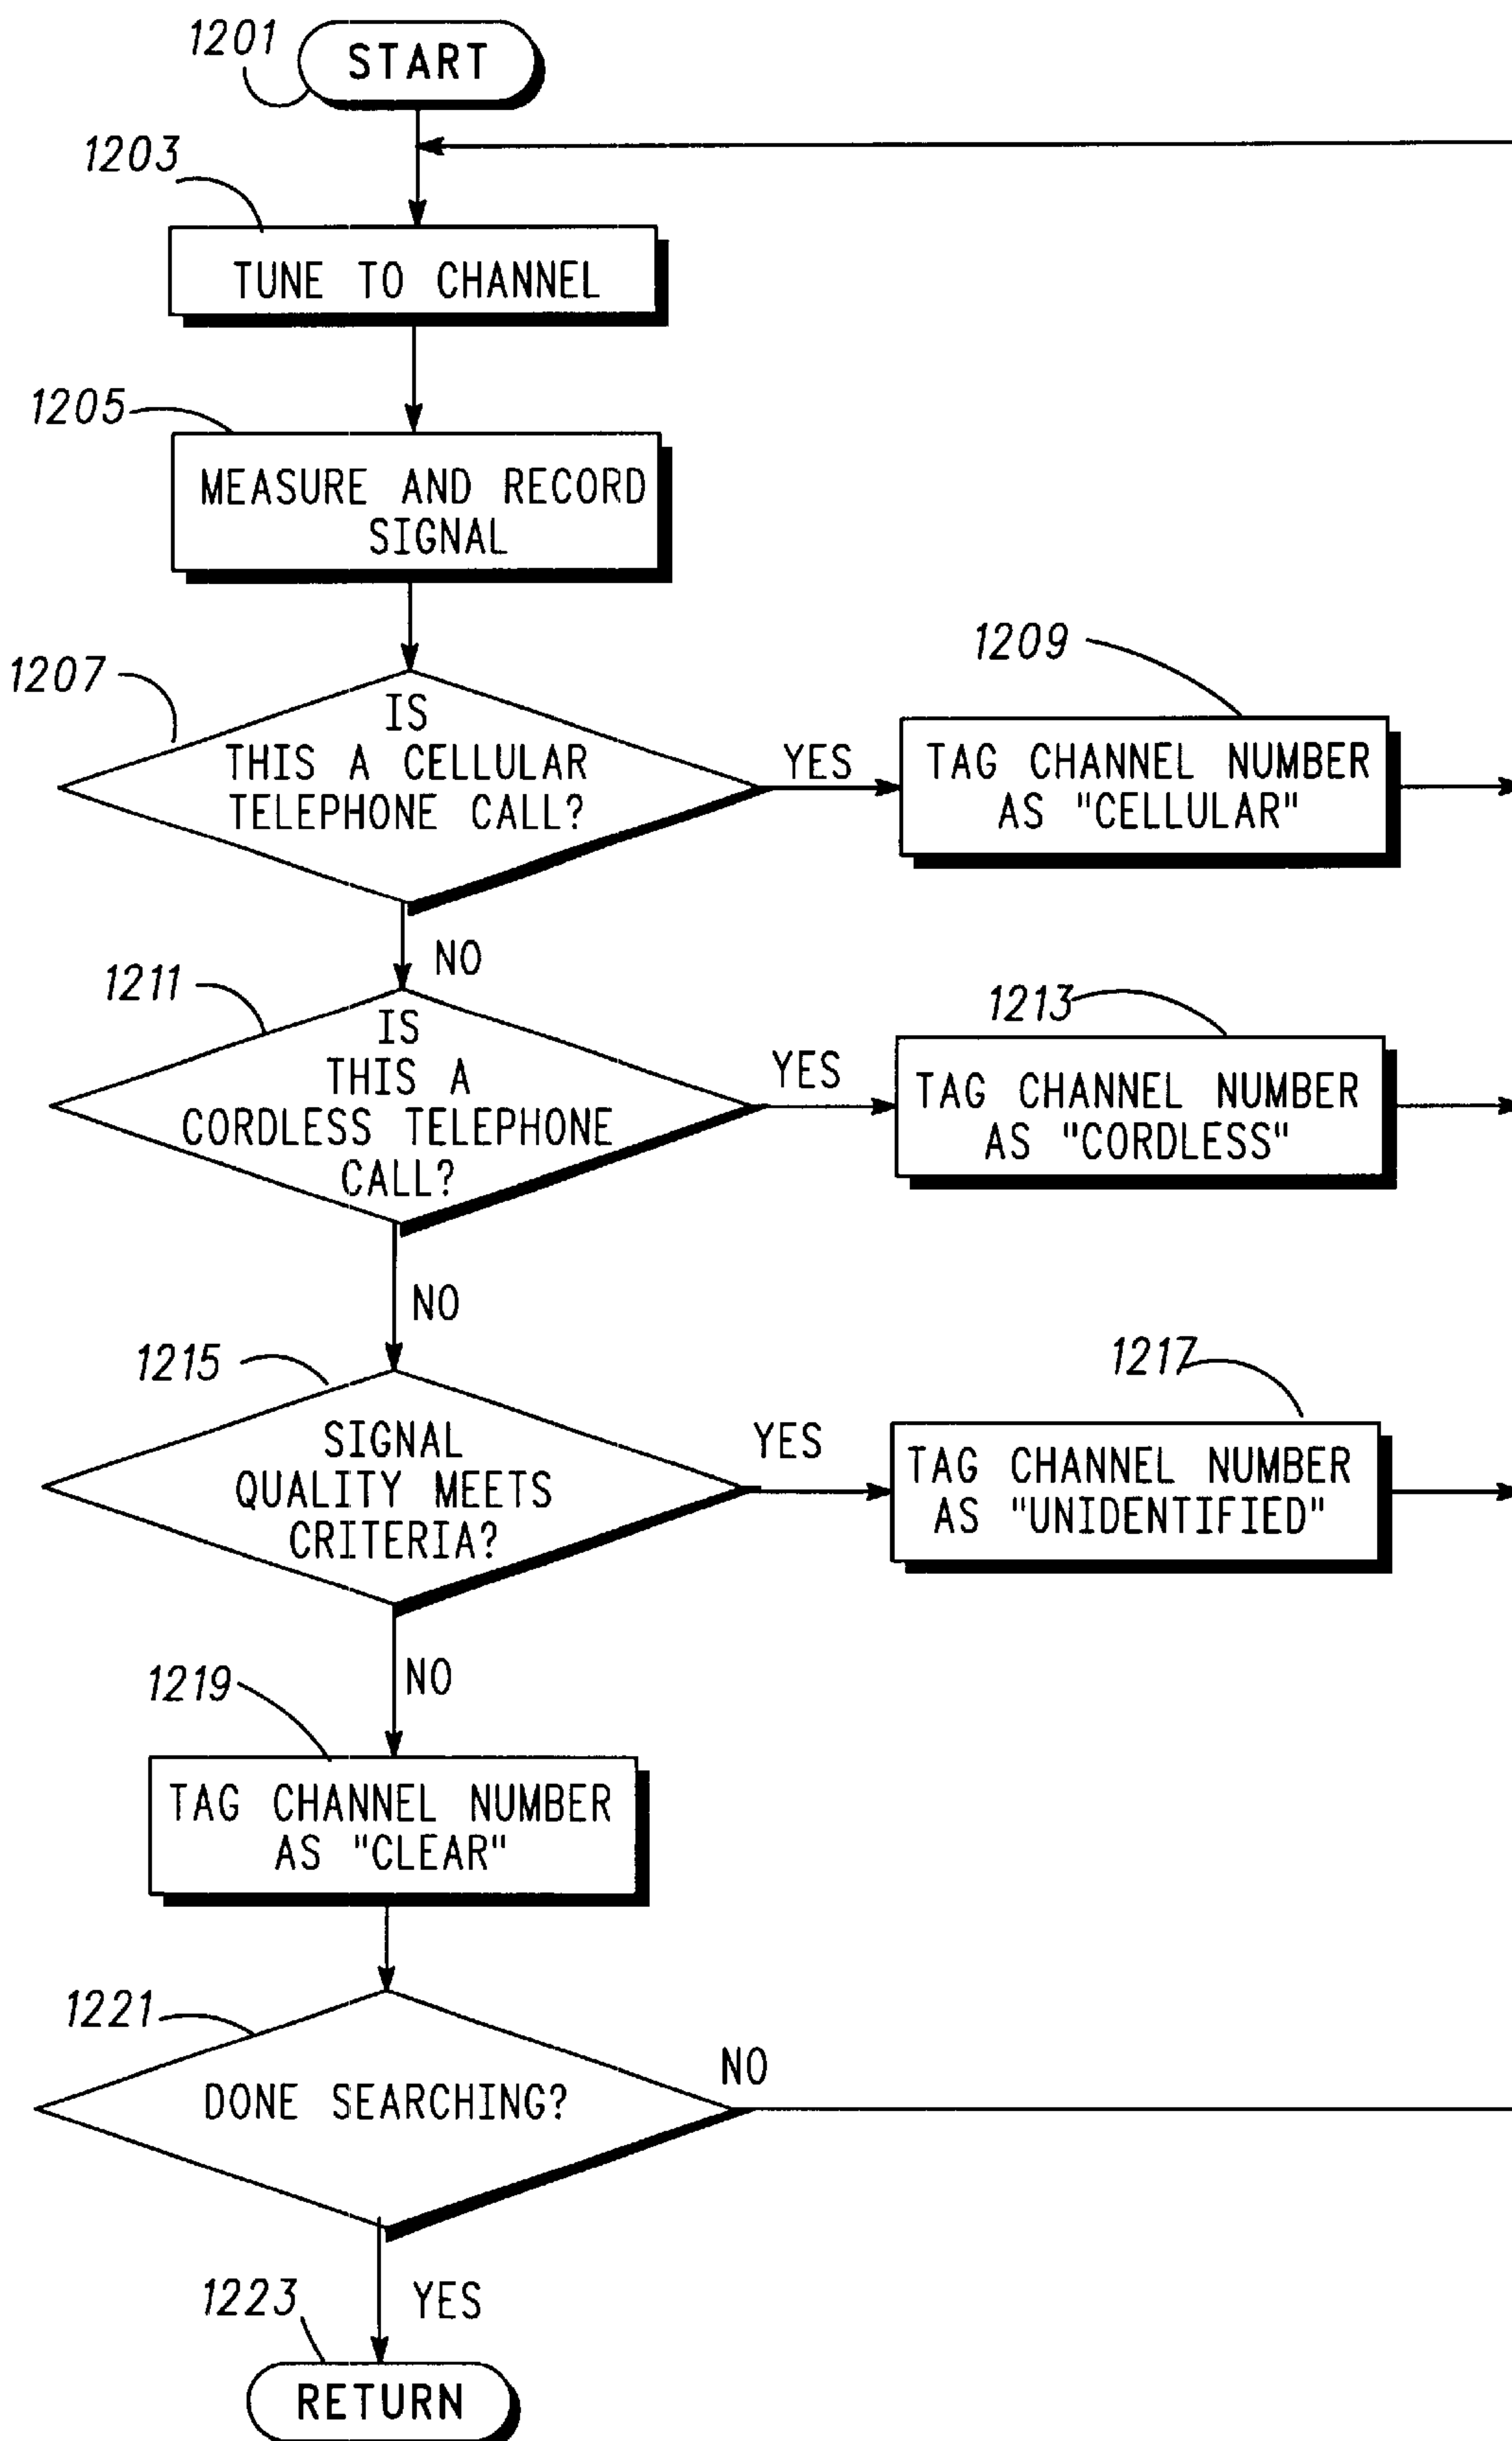 1201
START
1203
TUNE TO CHANNEL
1205
MEASURE AND RECORD
SIGNAL
1207
IS
THIS A CELLULAR
TELEPHONE CALL?
YES
1209
TAG CHANNEL NUMBER
AS "CELLULAR"
NO
1211
IS
THIS A
CORDLESS TELEPHONE
CALL?
YES
1213
TAG CHANNEL NUMBER
AS "CORDLESS"
NO
1215
SIGNAL
QUALITY MEETS
CRITERIA?
YES
1217
TAG CHANNEL NUMBER
AS "UNIDENTIFIED"
NO
1219
TAG CHANNEL NUMBER
AS "CLEAR"
1221
DONE SEARCHING?
NO
YES
1223
RETURN